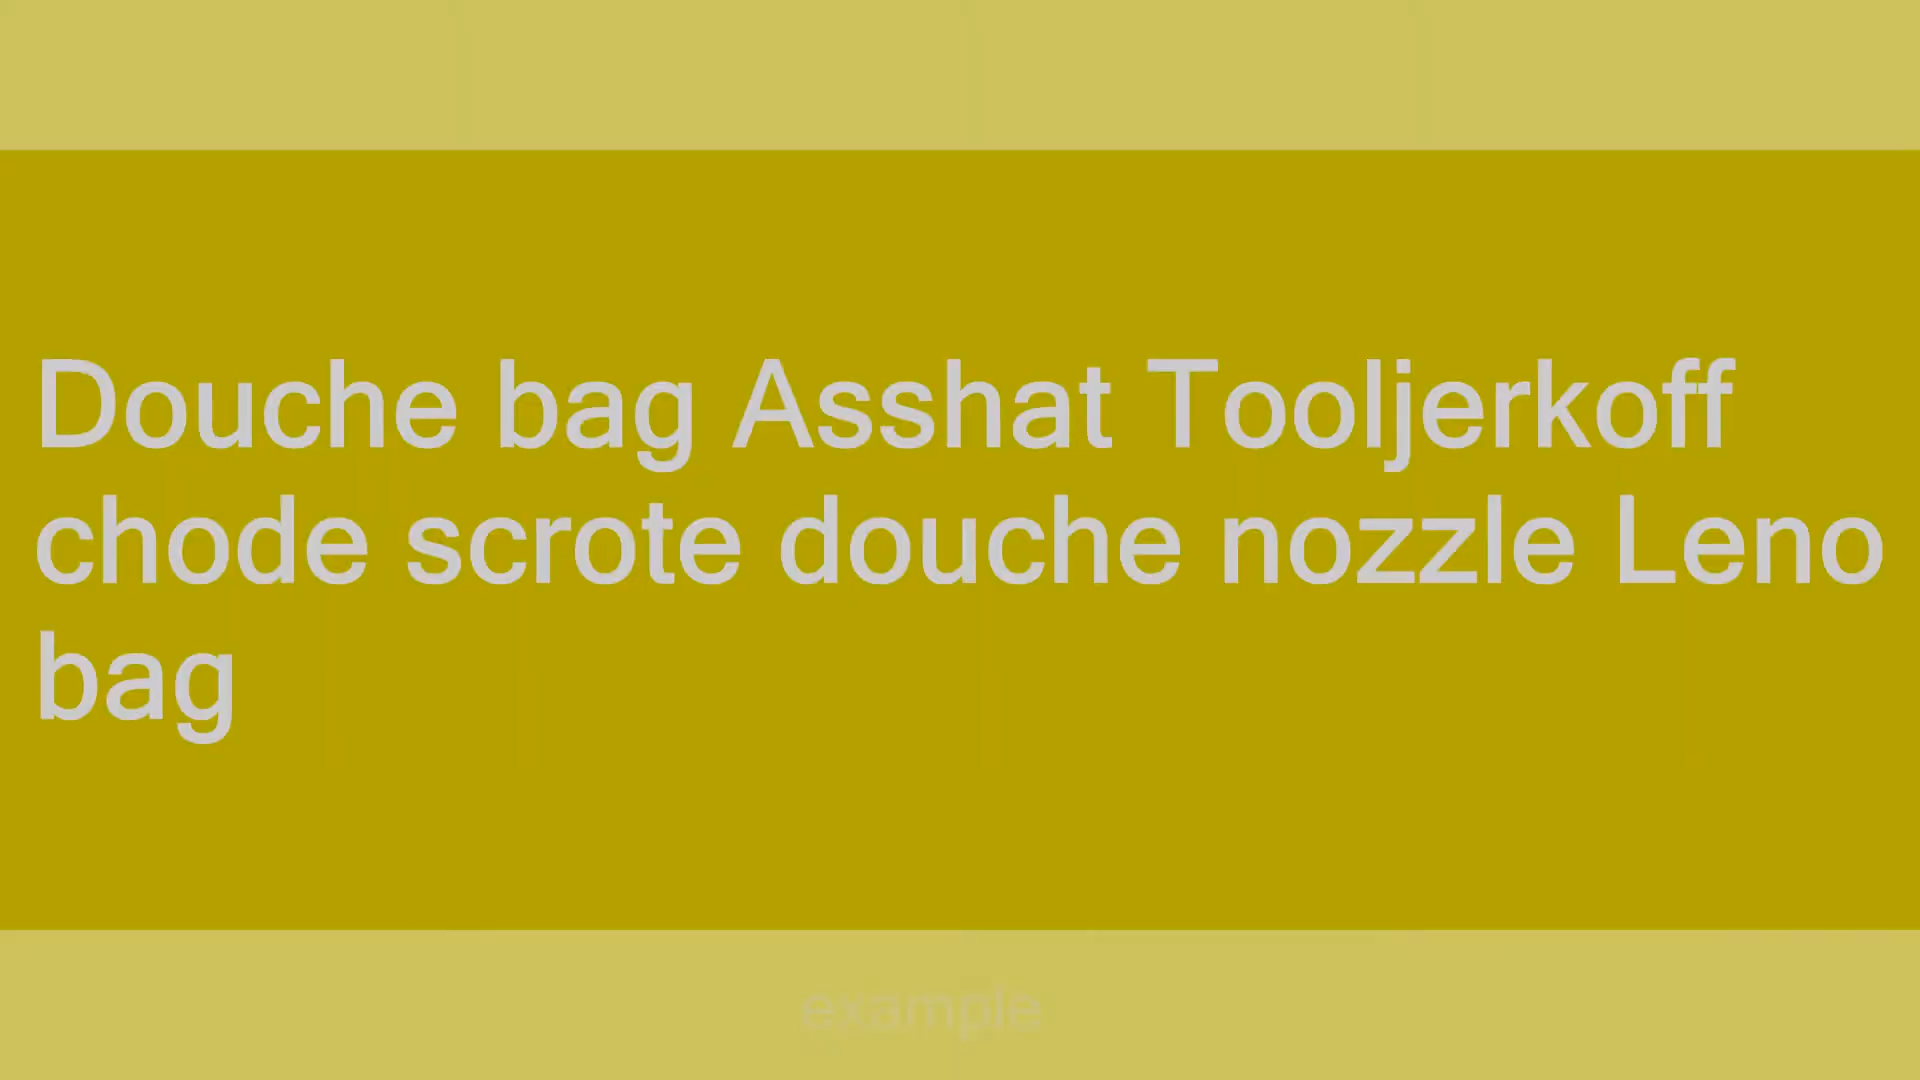 Douche bag Asshat Tooljerkoff
chode scrote douche nozzle Leno
bag
example